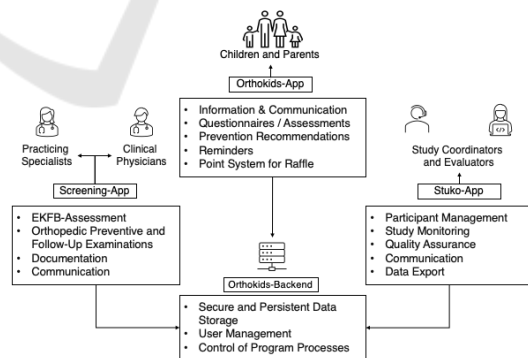 Children and Parents
Orthokids-App
• Information & Communication
• Questionnaires / Assessments
• Prevention Recommendations
• Reminders
• Point System for Raffle
Practicing
Specialists
Clinical
Physicians
Screening-App
• EKFB-Assessment
• Orthopedic Preventive and
Follow-Up Examinations
• Documentation
• Communication
Study Coordinators
and Evaluators
Stuko-App
• Participant Management
• Study Monitoring
• Quality Assurance
• Communication
• Data Export
Orthokids-Backend
• Secure and Persistent Data
Storage
• User Management
• Control of Program Processes